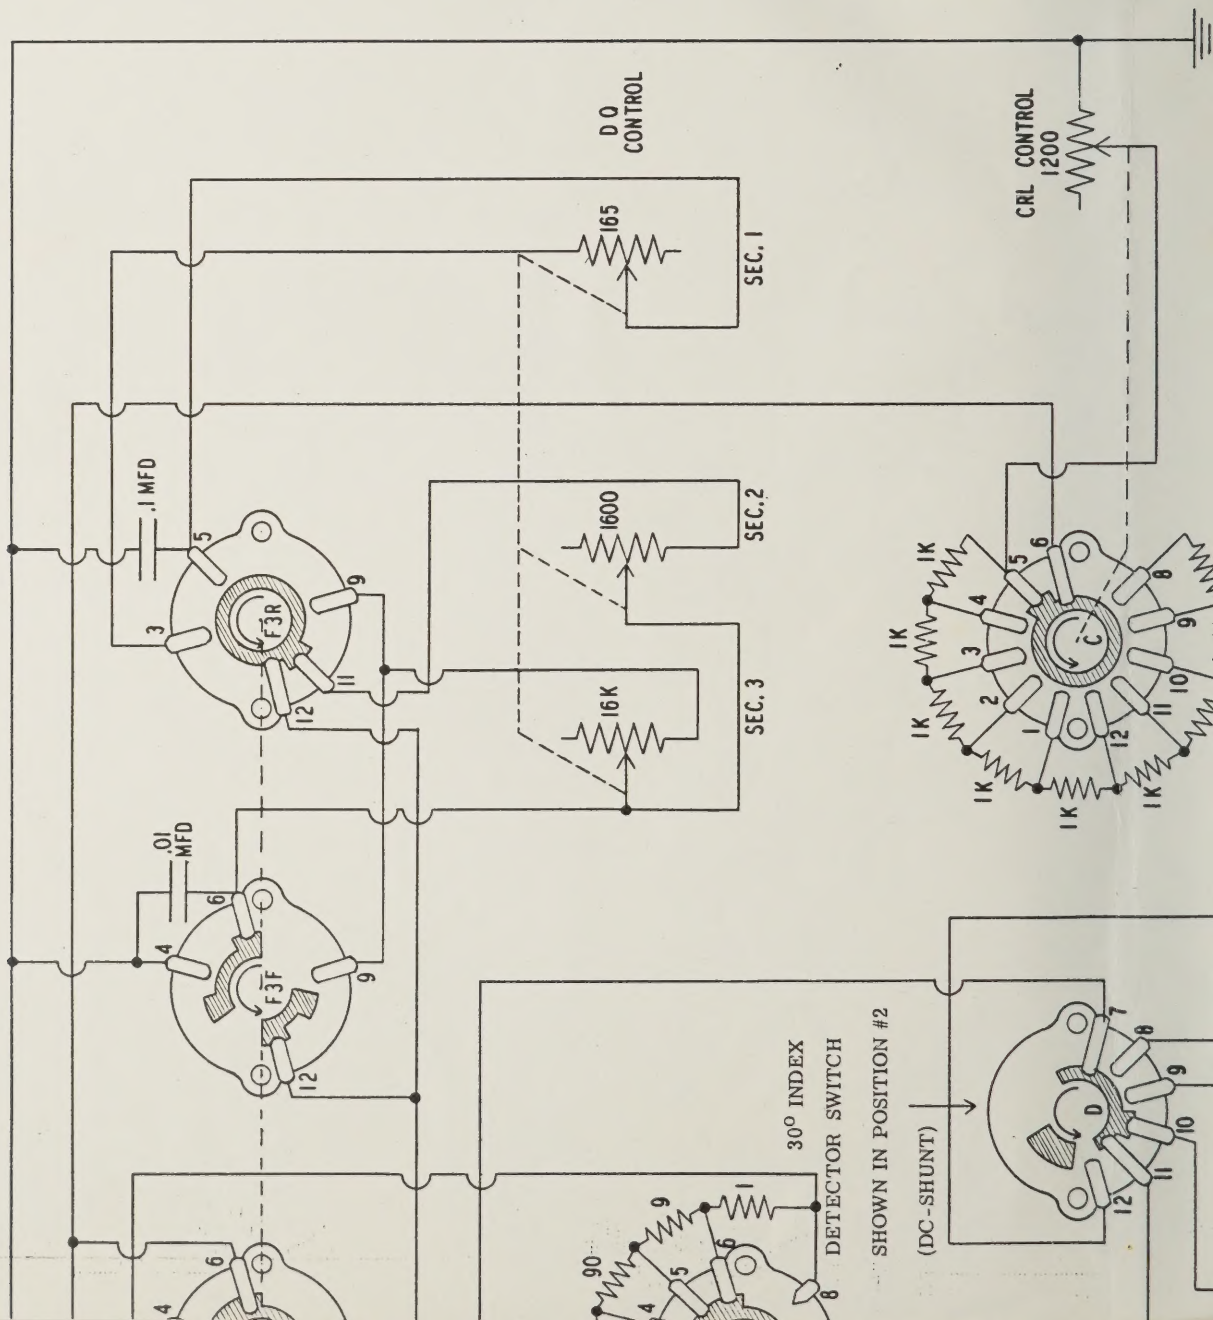 D Q
CONTROL
CRL CONTROL
1200
165
SEC. 1
.1 MFD
5
9
3
F3R
11
12
1600
SEC. 2
16K
SEC. 3
.01
MFD
6
4
9
F3F
12
1K
1K
1K
1K
1K
1K
5
6
4
3
2
1
12
11
10
9
8
C
30° INDEX
DETECTOR SWITCH
SHOWN IN POSITION #2
(DC-SHUNT)
7
8
9
10
11
12
D
6
4
90
9
1
4
5
6
8